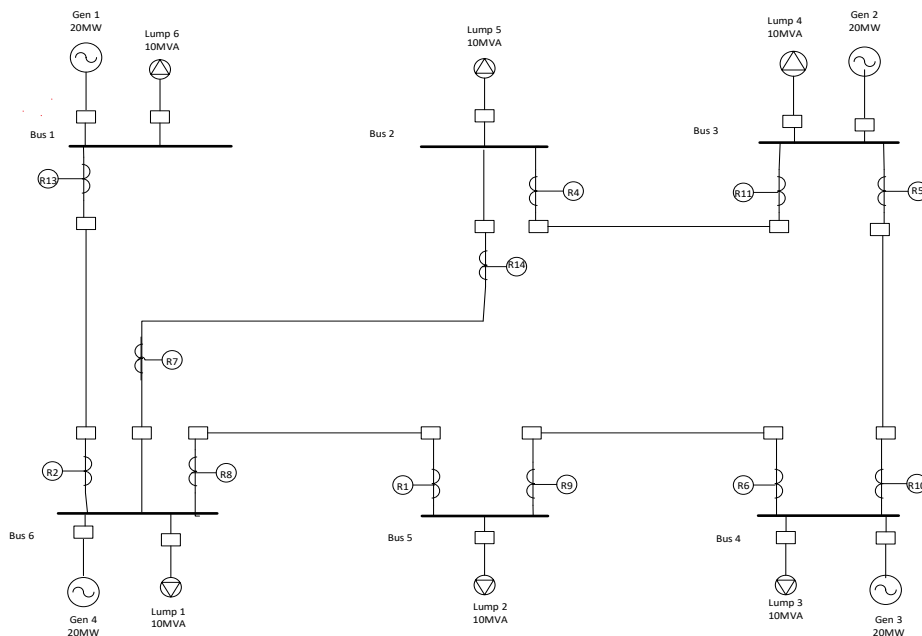 Gen 1
20MW
Lump 6
10MVA
Lump 5
10MVA
Lump 4
10MVA
Gen 2
20MW
Bus 1
Bus 2
Bus 3
R13
R4
R11
R5
R14
R7
R2
R8
R1
R9
R6
R10
Bus 6
Bus 5
Bus 4
Gen 4
20MW
Lump 1
10MVA
Lump 2
10MVA
Lump 3
10MVA
Gen 3
20MW